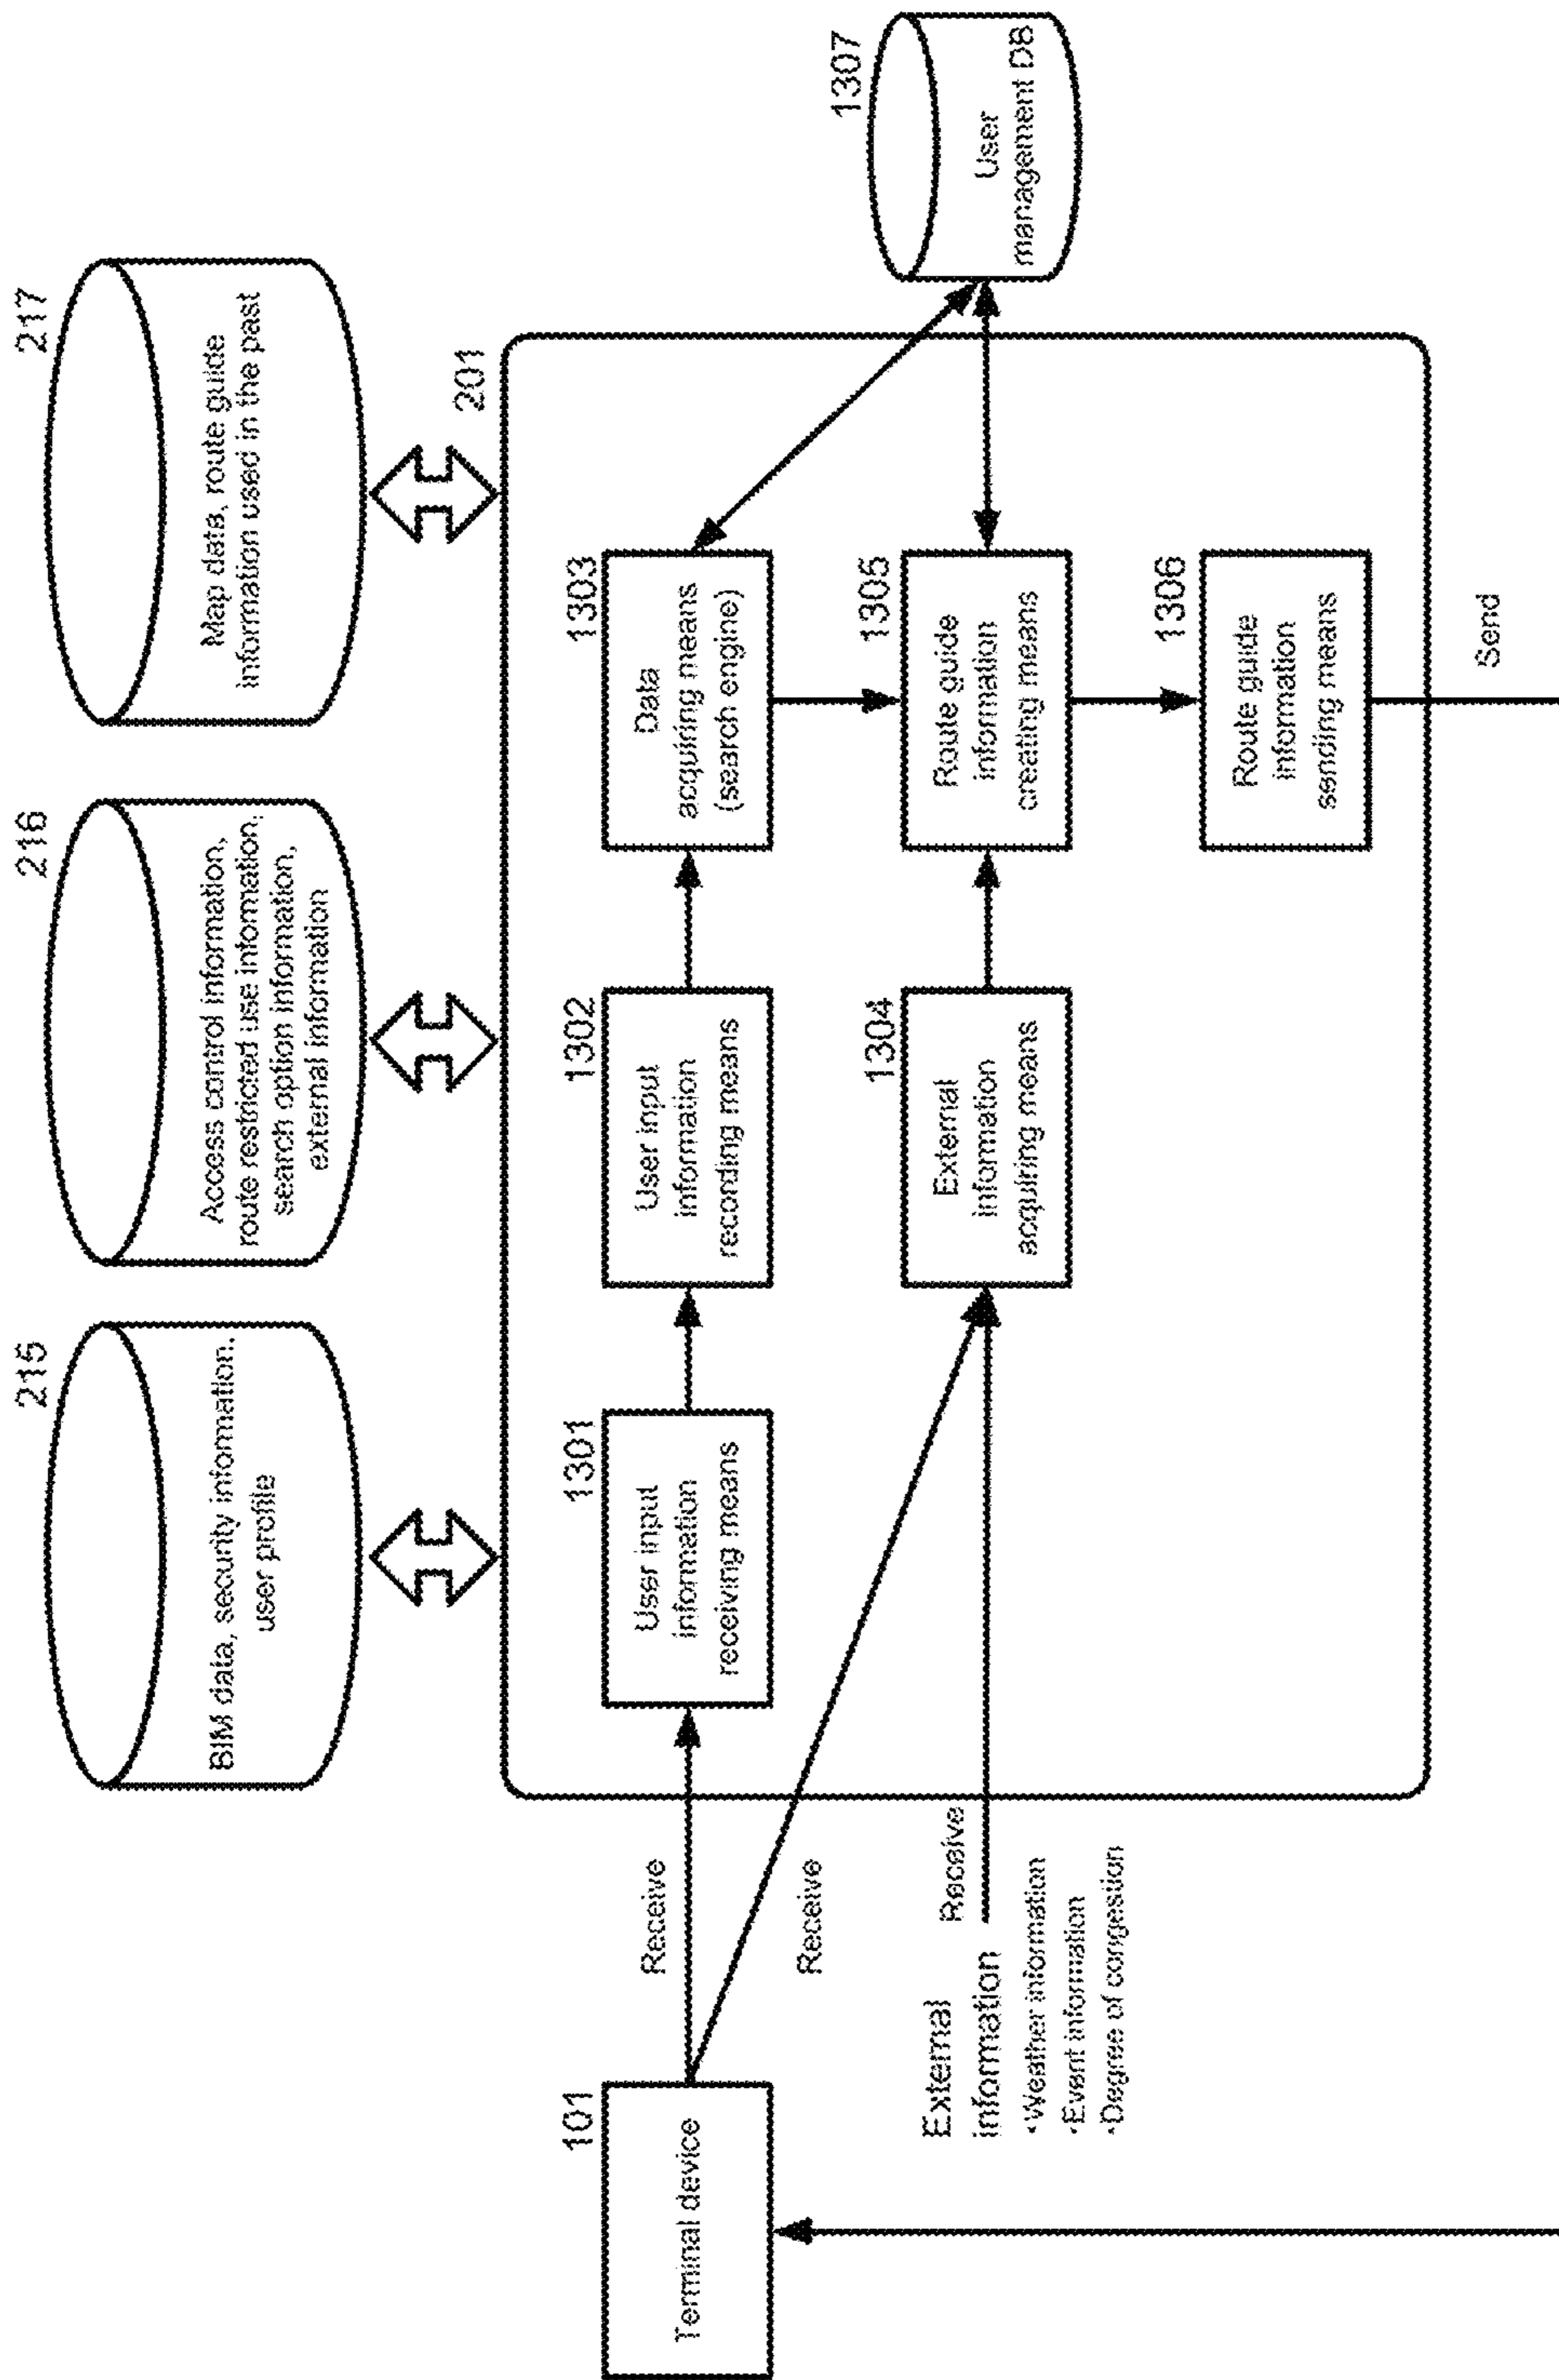 215
BIM data, security information,
user profile
216
Access control information,
route restricted use information,
search option information,
external information
217
Map data, route guide
information used in the past
201
101
Terminal device
Receive
Receive
External
information
Receive
・Weather information
・Event information
・Degree of congestion
1301
User input
information
receiving means
1302
User input
information
recording means
1303
Data
acquiring means
(search engine)
1304
External
information
acquiring means
1305
Route guide
information
creating means
1306
Route guide
information
sending means
1307
User
management DB
Send